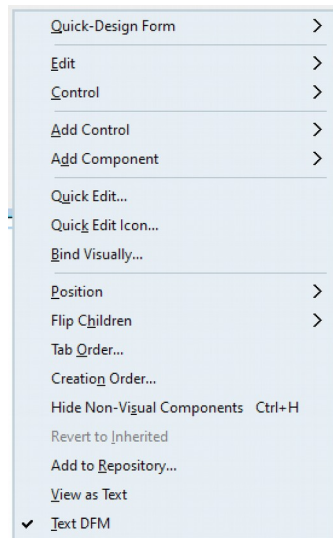 Quick-Design Form
Edit
Control
Add Control
Add Component
Quick Edit...
Quick Edit Icon...
Bind Visually...
Position
Flip Children
Tab Order...
Creation Order...
Hide Non-Visual Components Ctrl+H
Revert to Inherited
Add to Repository...
View as Text
Text DFM